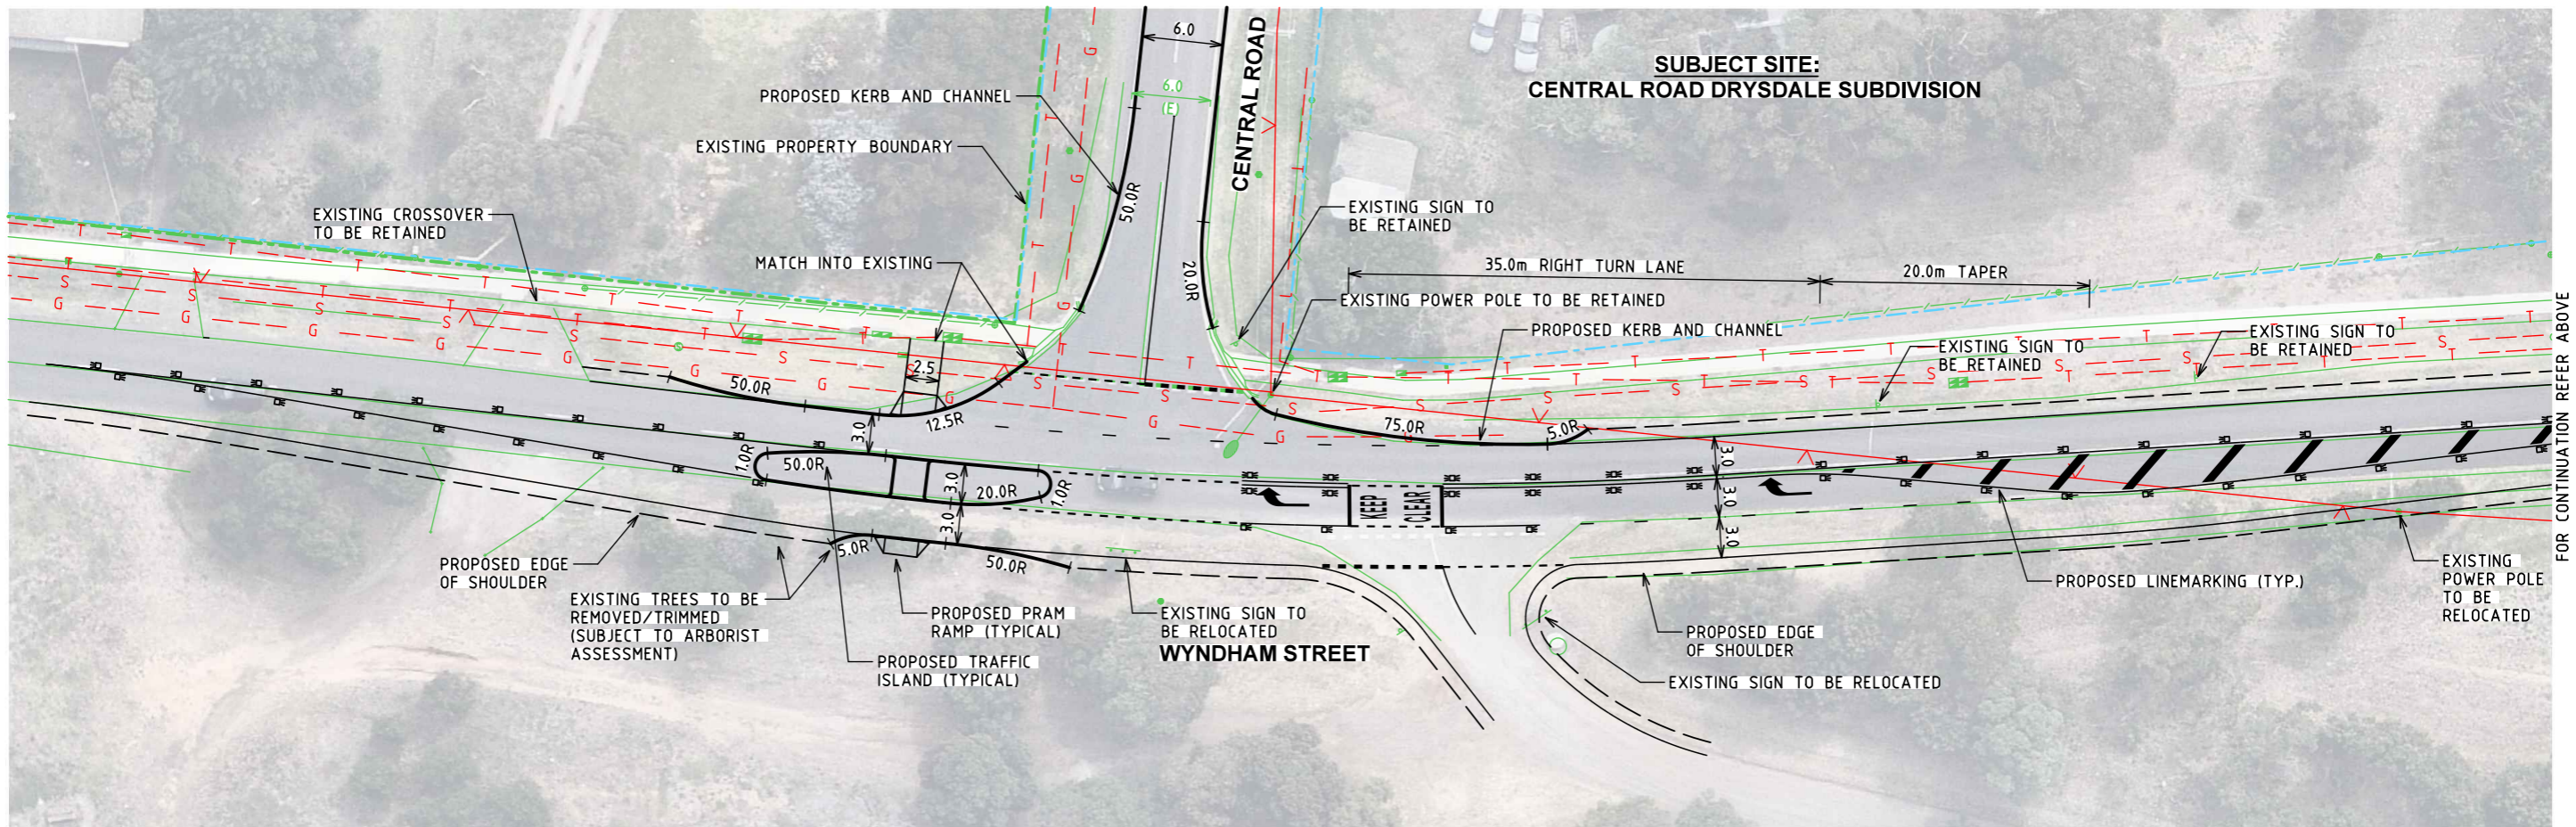 6.0
CENTRAL ROAD
SUBJECT SITE:
CENTRAL ROAD DRYSDALE SUBDIVISION
6.0
(E)
PROPOSED KERB AND CHANNEL
EXISTING PROPERTY BOUNDARY
50.0R
EXISTING CROSSOVER
TO BE RETAINED
EXISTING SIGN TO
BE RETAINED
MATCH INTO EXISTING
20.0R
35.0m RIGHT TURN LANE
20.0m TAPER
EXISTING POWER POLE TO BE RETAINED
PROPOSED KERB AND CHANNEL
EXISTING SIGN TO
BE RETAINED
EXISTING SIGN TO
BE RETAINED
FOR CONTINUATION REFER ABOVE
2.5
50.0R
12.5R
3.0
75.0R
5.0R
1.0R
50.0R
3.0
20.0R
1.0R
3.0
KEEP
CLEAR
3.0
3.0
3.0
5.0R
50.0R
PROPOSED EDGE
OF SHOULDER
EXISTING TREES TO BE
REMOVED/TRIMMED
(SUBJECT TO ARBORIST
ASSESSMENT)
PROPOSED PRAM
RAMP (TYPICAL)
PROPOSED TRAFFIC
ISLAND (TYPICAL)
EXISTING SIGN TO
BE RELOCATED
WYNDHAM STREET
PROPOSED EDGE
OF SHOULDER
EXISTING SIGN TO BE RELOCATED
PROPOSED LINEMARKING (TYP.)
EXISTING
POWER POLE
TO BE
RELOCATED